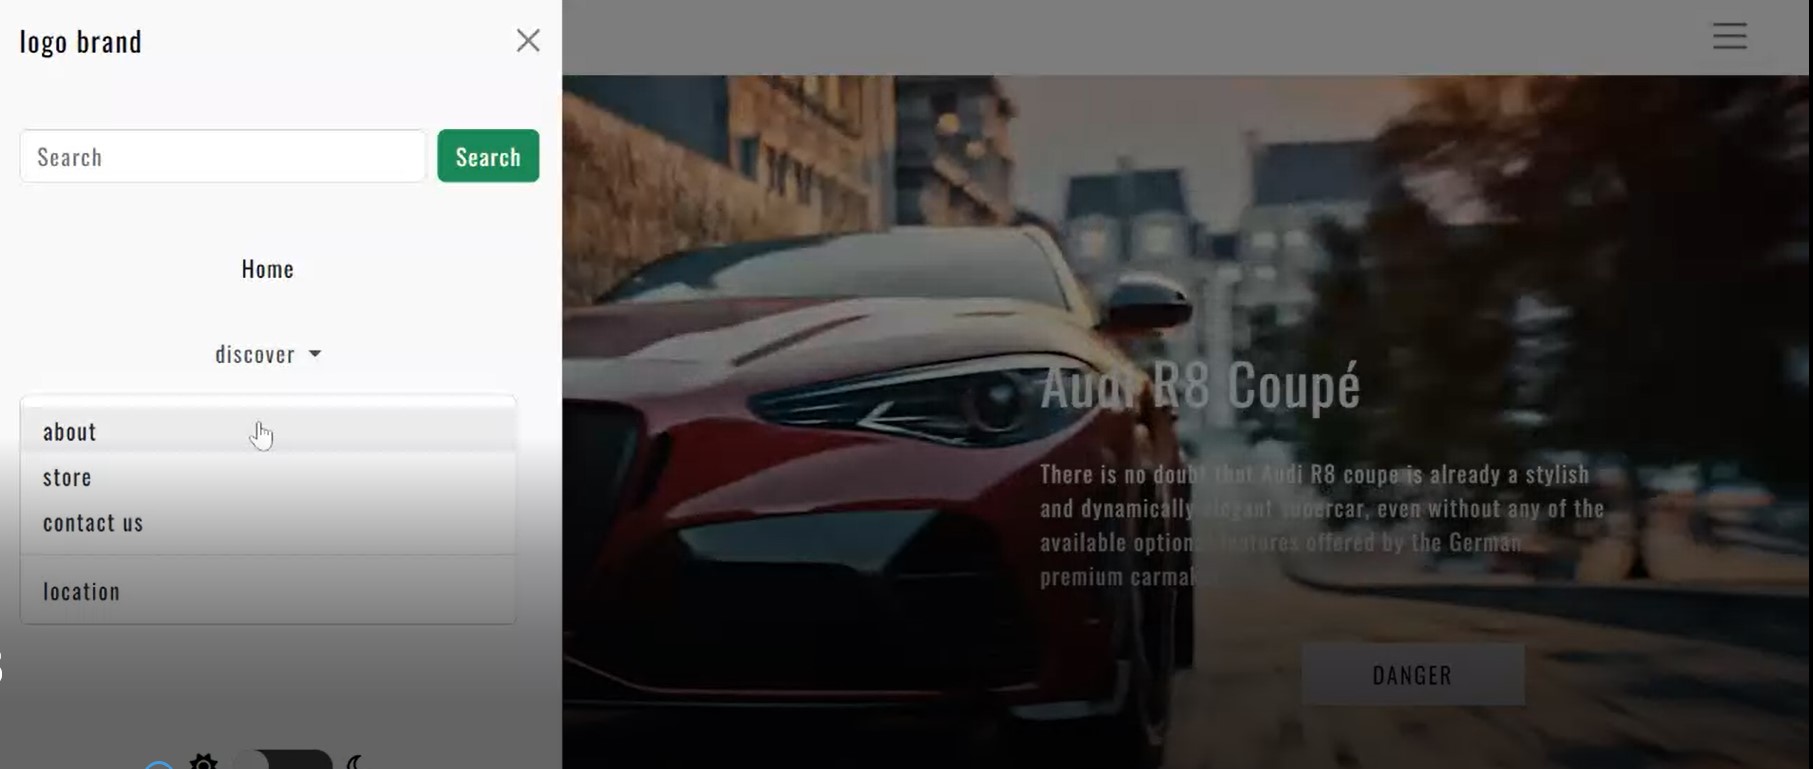 logo brand
Search
Search
Home
discover
about
store
contact us
location
Audi R8 Coupé
There is no doubt that Audi R8 coupe is already a stylish
and dynamically elegant supercar, even without any of the
available optional features offered by the German
premium carmaker
DANGER